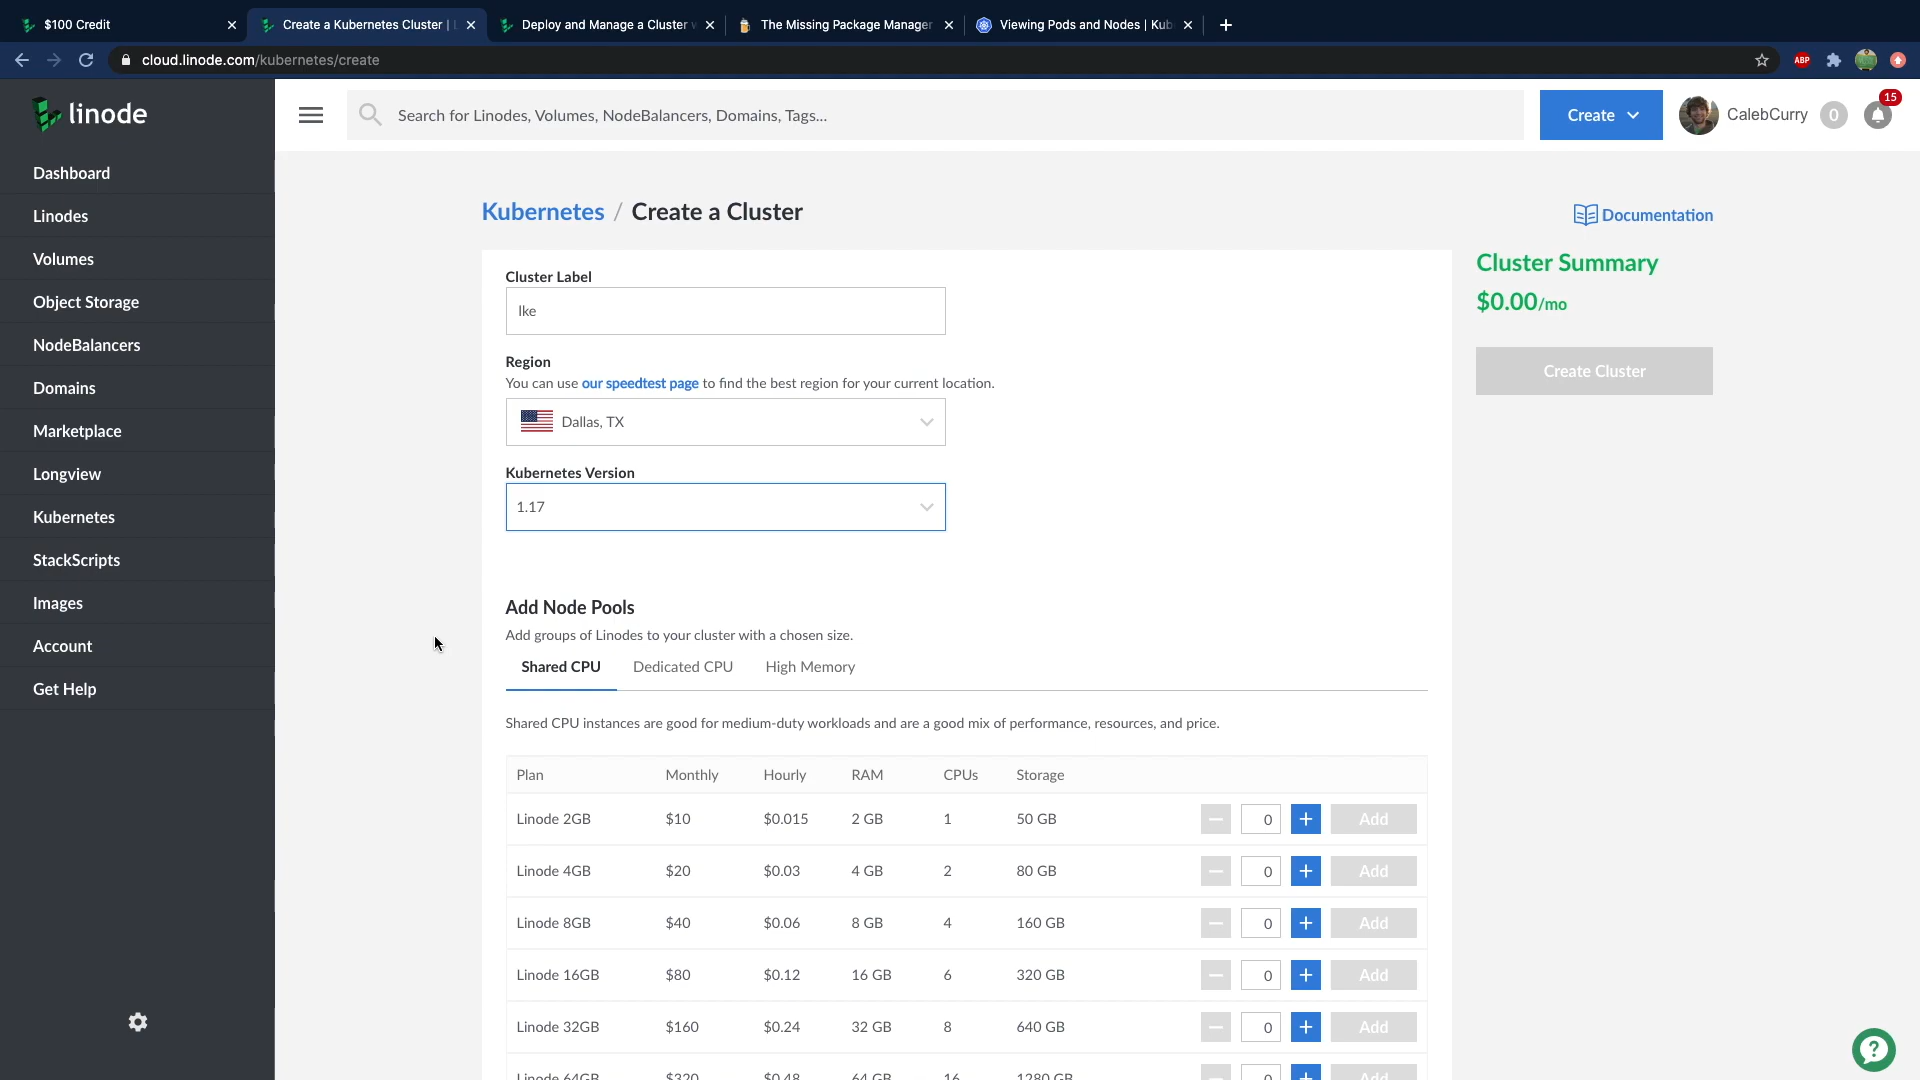 $100 Credit
Create a Kubernetes Cluster | L
Deploy and Manage a Cluster w
The Missing Package Manager
Viewing Pods and Nodes | Kub
cloud.linode.com/kubernetes/create
ABP
linode
Search for Linodes, Volumes, NodeBalancers, Domains, Tags...
Create
CalebCurry
0
15
Dashboard
Linodes
Volumes
Object Storage
NodeBalancers
Domains
Marketplace
Longview
Kubernetes
StackScripts
Images
Account
Get Help
Kubernetes / Create a Cluster
Documentation
Cluster Label
lke
Region
You can use our speedtest page to find the best region for your current location.
Dallas, TX
Kubernetes Version
1.17
Cluster Summary
$0.00/mo
Create Cluster
Add Node Pools
Add groups of Linodes to your cluster with a chosen size.
Shared CPU Dedicated CPU High Memory
Shared CPU instances are good for medium-duty workloads and are a good mix of performance, resources, and price.
Plan Monthly Hourly RAM CPUs Storage
Linode 2GB $10 $0.015 2 GB 1 50 GB 0 Add
Linode 4GB $20 $0.03 4 GB 2 80 GB 0 Add
Linode 8GB $40 $0.06 8 GB 4 160 GB 0 Add
Linode 16GB $80 $0.12 16 GB 6 320 GB 0 Add
Linode 32GB $160 $0.24 32 GB 8 640 GB 0 Add
Linode 64GB $320 $0.48 64 GB 16 1280 GB 0 Add